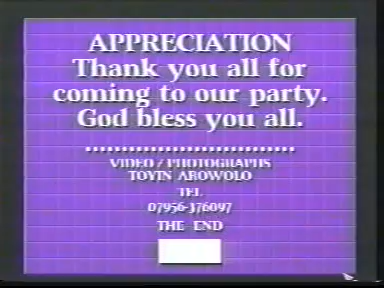 APPRECIATION
Thank you all for
coming to our party.
God bless you all.
..............................
VIDEO / PHOTOGRAPHS
TOYIN AROWOLO
TEL
07956-376097
THE END